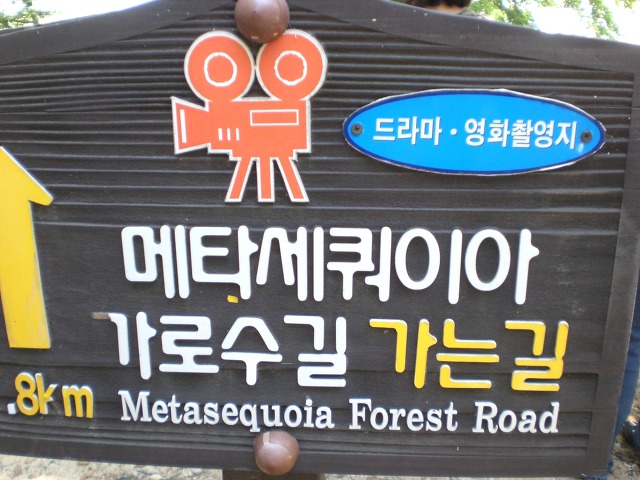 드라마 · 영화촬영지
메타세쿼이아
가로수길 가는길
.8km
Metasequoia Forest Road